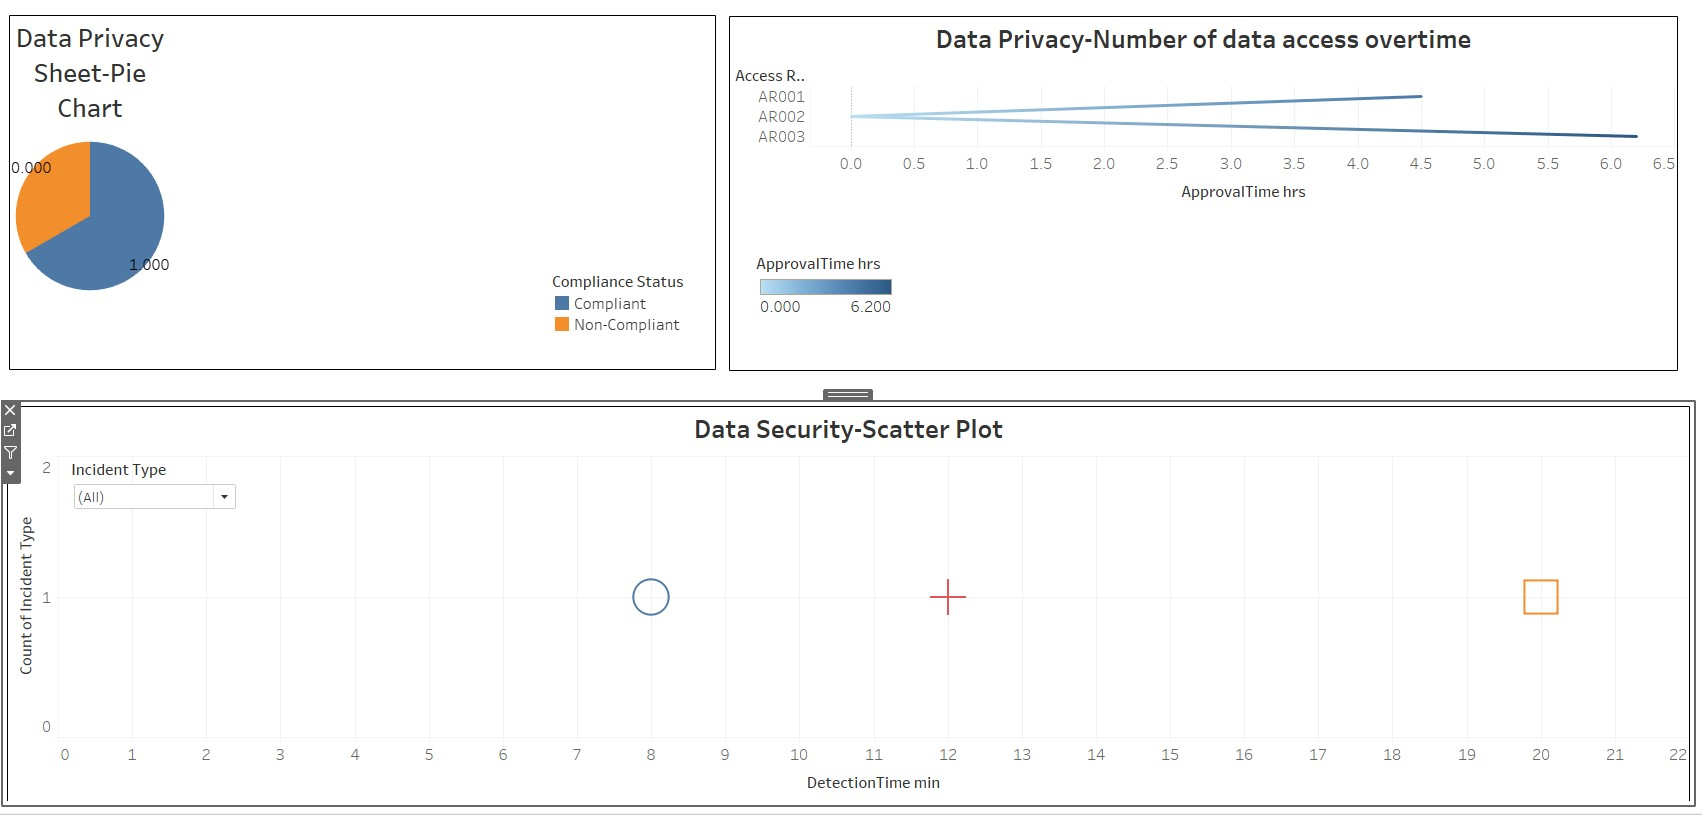 Data Privacy
Sheet-Pie
Chart
0.000
1.000
Compliance Status
Compliant
Non-Compliant
Data Privacy-Number of data access overtime
Access R..
AR001
AR002
AR003
0.0 0.5 1.0 1.5 2.0 2.5 3.0 3.5 4.0 4.5 5.0 5.5 6.0 6.5
ApprovalTime hrs
ApprovalTime hrs
0.000 6.200
Data Security-Scatter Plot
Incident Type
(All)
Count of Incident Type
2
1
0
0 1 2 3 4 5 6 7 8 9 10 11 12 13 14 15 16 17 18 19 20 21 22
DetectionTime min